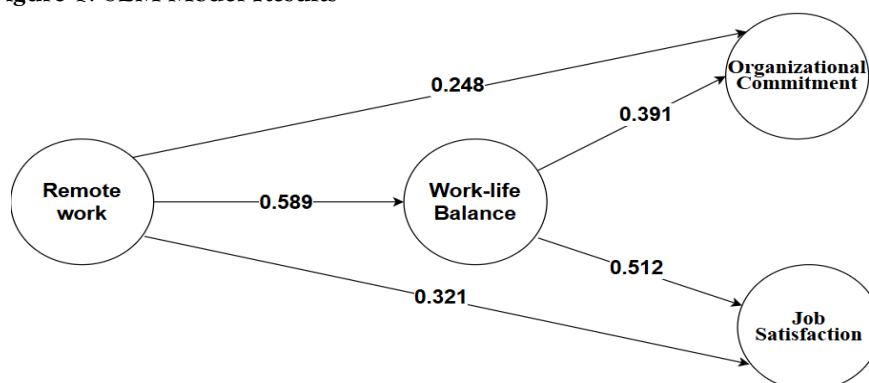 Organizational
Commitment
0.248
0.391
Remote
work
0.589
Work-life
Balance
0.512
0.321
Job
Satisfaction